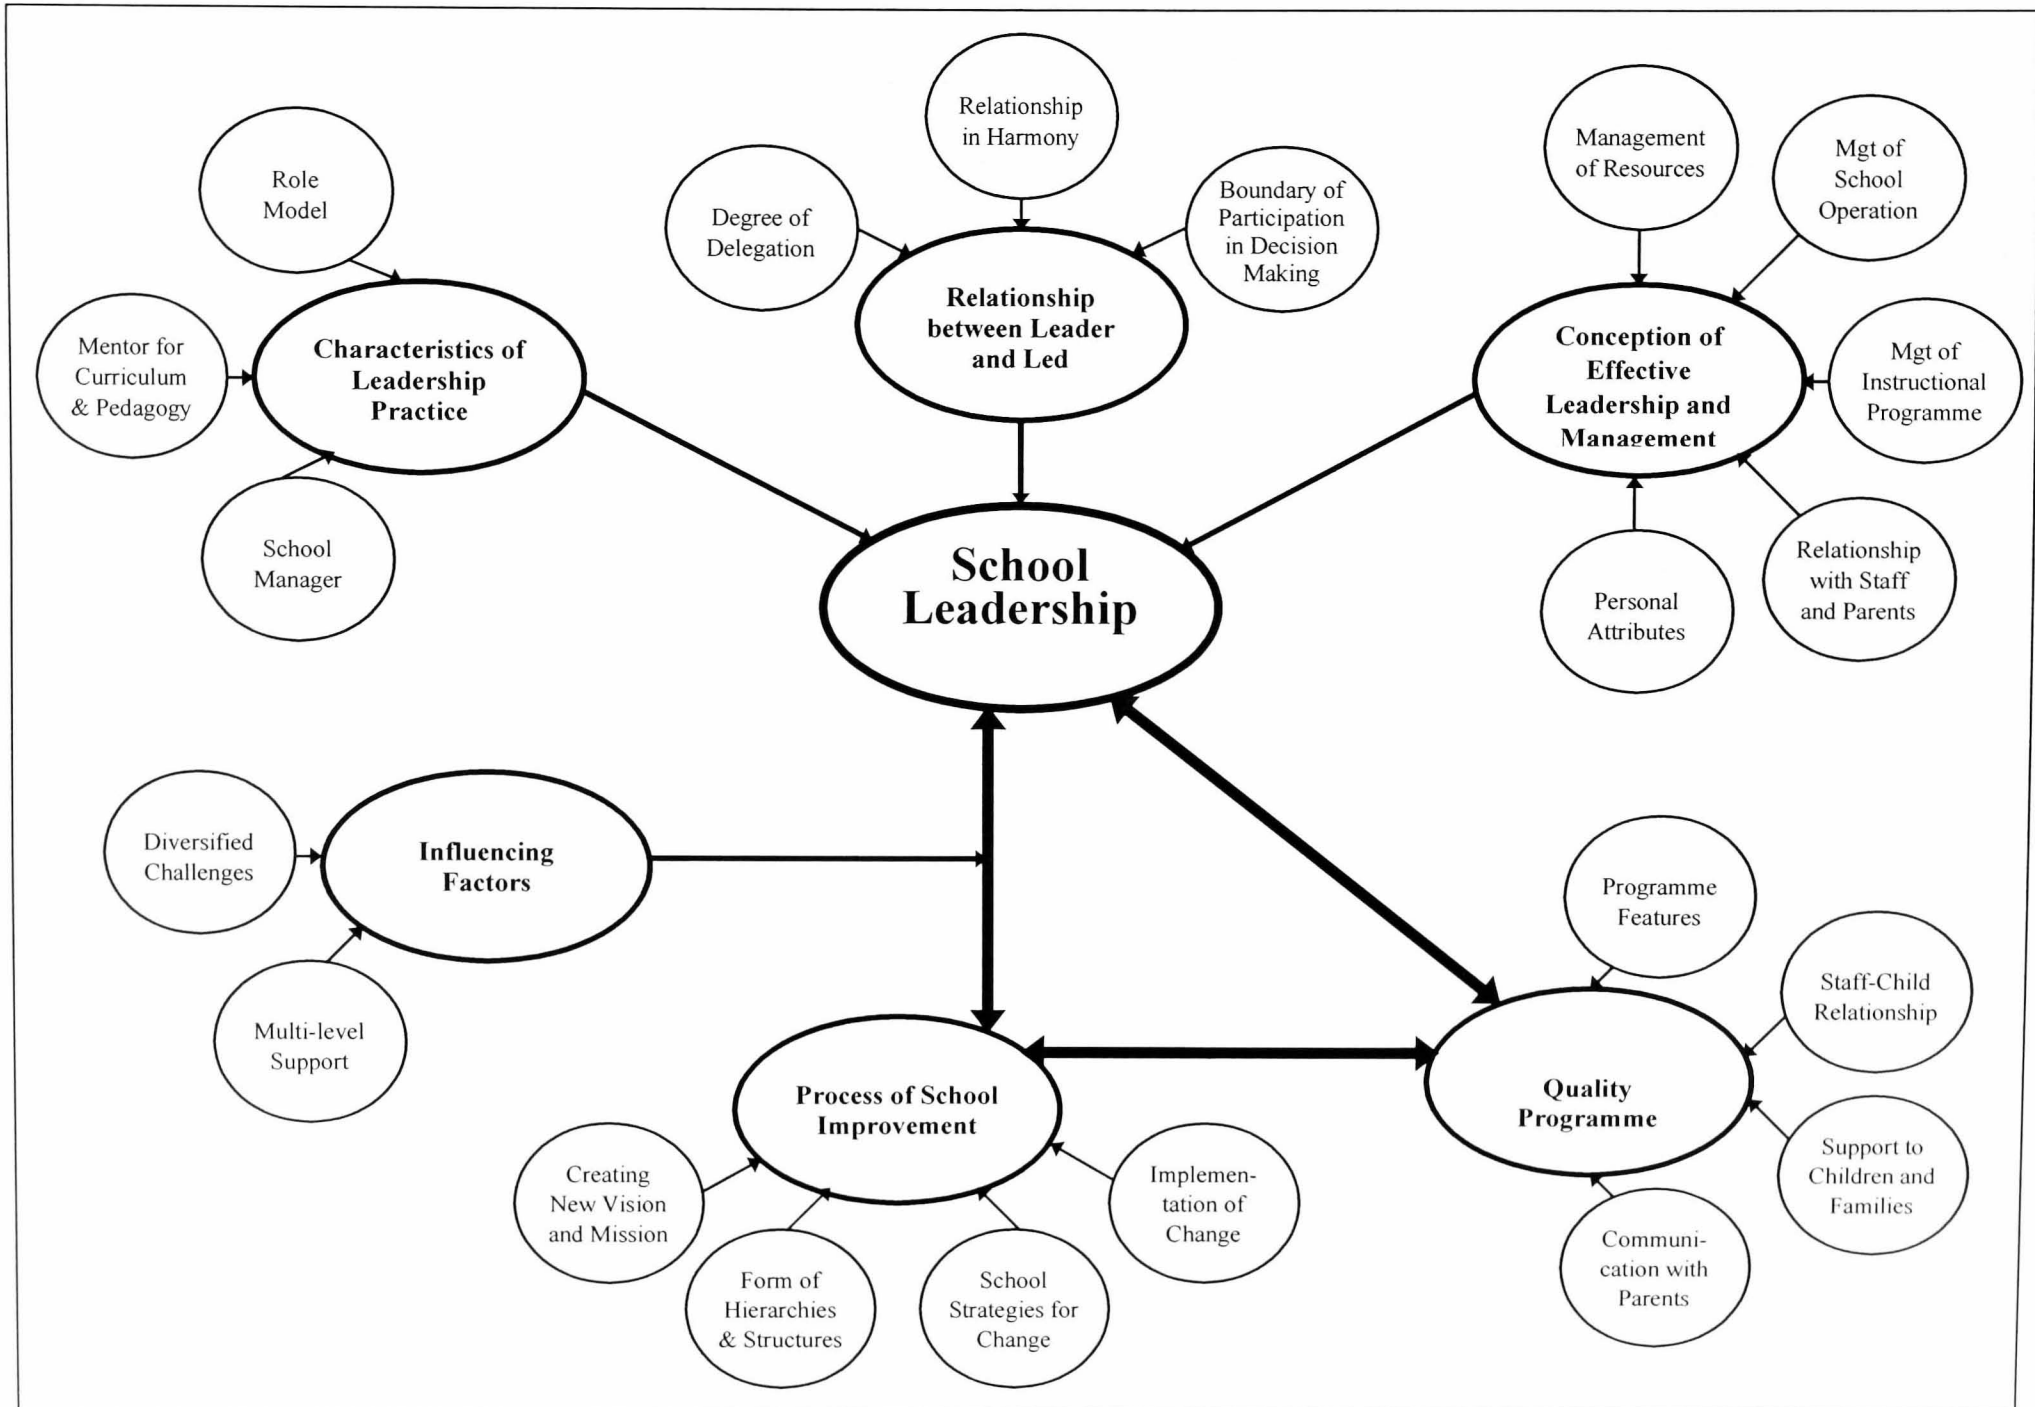 Relationship
in Harmony
Role
Model
Degree of
Delegation
Boundary of
Participation
in Decision
Making
Management
of Resources
Mgt of
School
Operation
Mentor for
Curriculum
& Pedagogy
Characteristics of
Leadership
Practice
Relationship
between Leader
and Led
Conception of
Effective
Leadership and
Management
Mgt of
Instructional
Programme
School
Manager
School
Leadership
Personal
Attributes
Relationship
with Staff
and Parents
Diversified
Challenges
Influencing
Factors
Multi-level
Support
Programme
Features
Staff-Child
Relationship
Process of School
Improvement
Quality
Programme
Creating
New Vision
and Mission
Form of
Hierarchies
& Structures
School
Strategies for
Change
Implemen-
tation of
Change
Support to
Children and
Families
Communi-
cation with
Parents